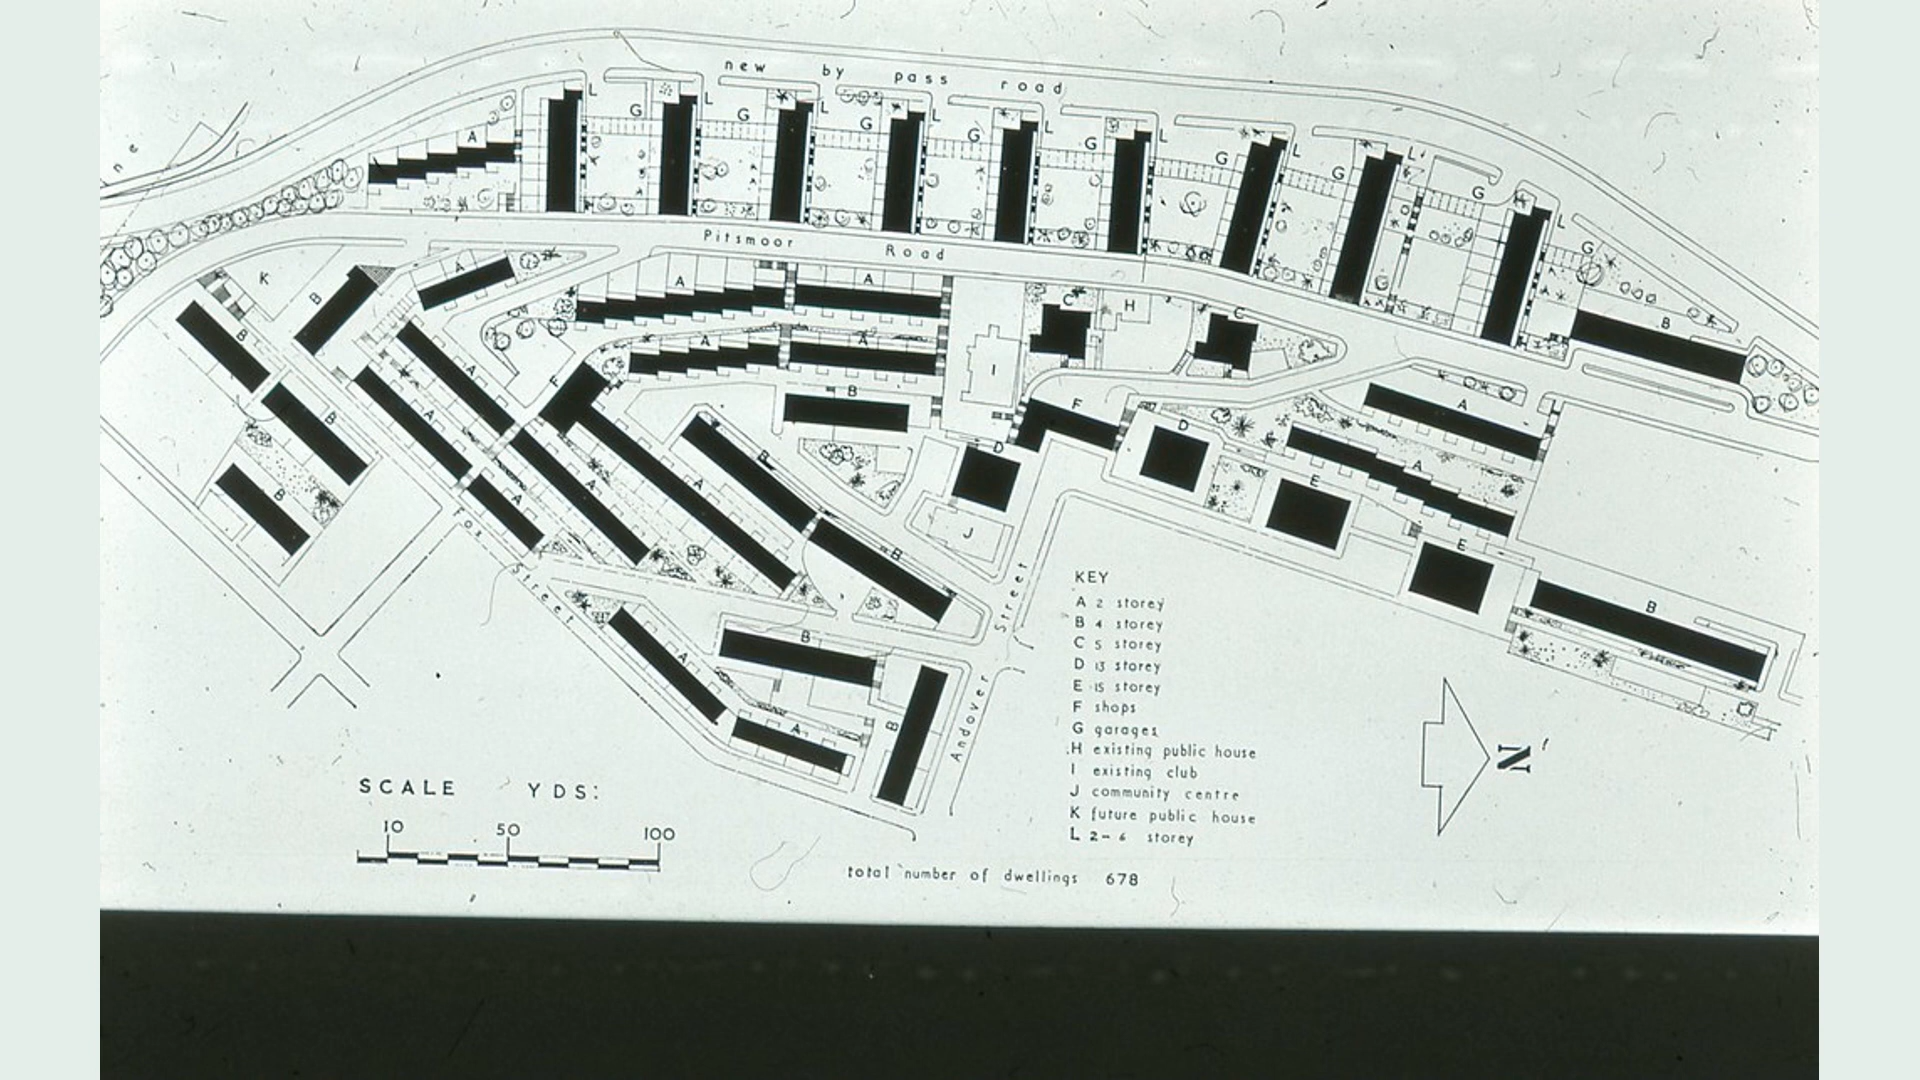 new by pass road
L L L L L L L L L
G G G G G G G G G
A
Pitsmoor Road
K
B
A
A
A
C
H
C
B
B
A
A
A
F
I
B
F
D
D
A
A
B
A
A
A
A
B
B
B
J
E
E
B
Fox Street
A
A
B
B
Andover Street
KEY
A 2 storey
B 4 storey
C 5 storey
D 13 storey
E 15 storey
F shops
G garages
H existing public house
I existing club
J community centre
K future public house
L 2-6 storey
N
SCALE YDS:
10 50 100
total number of dwellings 678